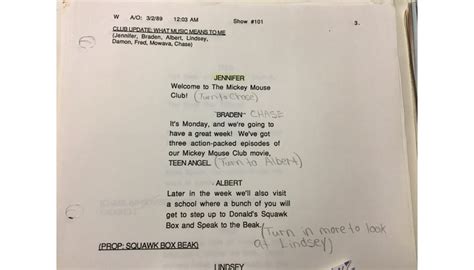 W A/O: 3/2/89 12:03 AM Show #101 3.
CLUB UPDATE: WHAT MUSIC MEANS TO ME
(Jennifer, Braden, Albert, Lindsey,
Damon, Fred, Mowava, Chase)
JENNIFER
Welcome to The Mickey Mouse
Club! (Turn to Chase)
BRADEN CHASE
It's Monday, and we're going to
have a great week! We've got
three action-packed episodes of
our Mickey Mouse Club movie,
TEEN ANGEL. (Turn to Albert)
ALBERT
Later in the week we'll also visit
a school where a bunch of you will
get to step up to Donald's Squawk
Box and Speak to the Beak.
(Turn in more to look
at Lindsey)
(PROP: SQUAWK BOX BEAK)
LINDSEY